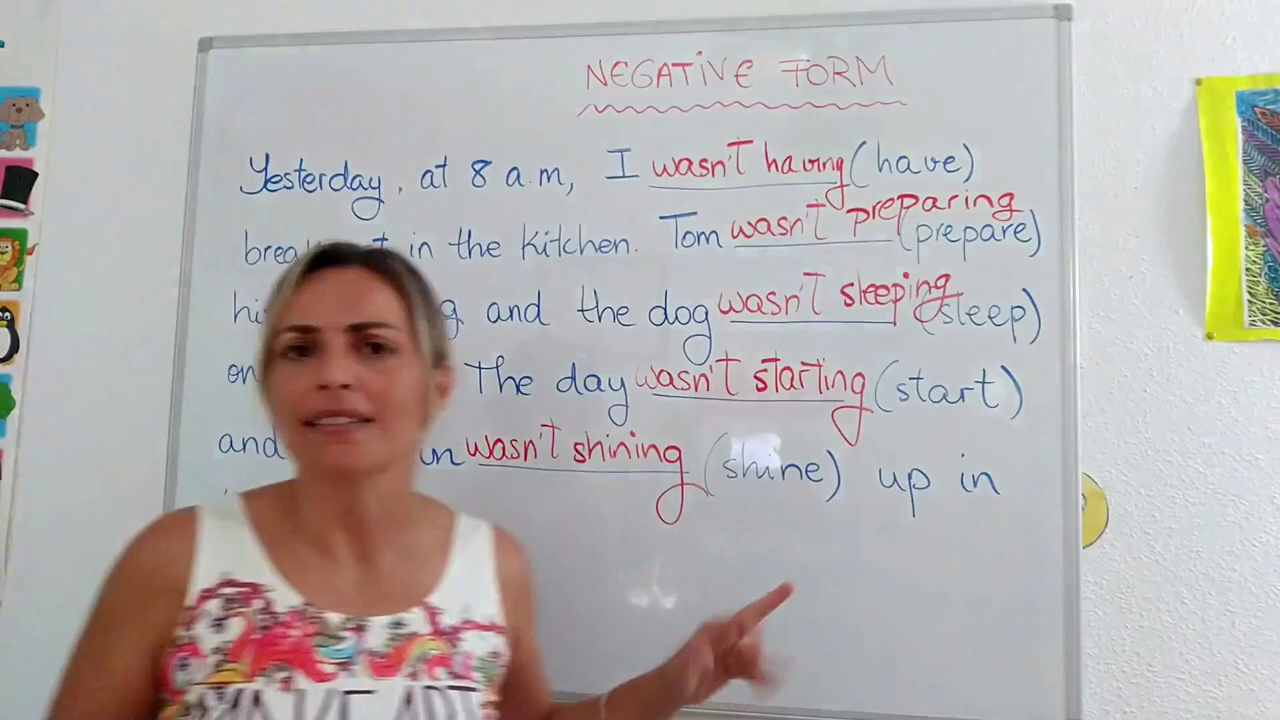 NEGATIVE FORM
Yesterday, at 8 a.m, I wasn't having (have)
in the kitchen. Tom wasn't preparing (prepare)
and the dog wasn't sleeping (sleep)
on The day wasn't starting (start)
and wasn't shining (shine) up in